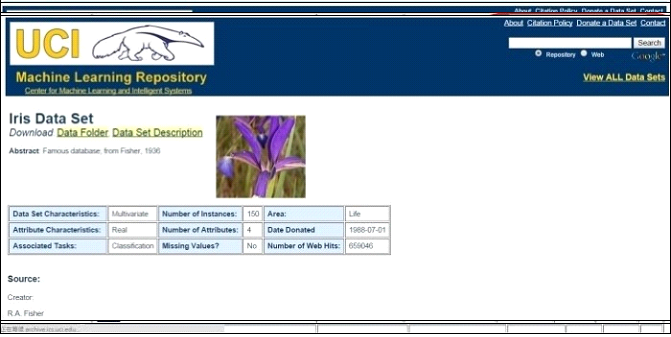 About Citation Policy Donate a Data Set Contact
About Citation Policy Donate a Data Set Contact
UCI
Search
Repository Web
Google
Machine Learning Repository
Center for Machine Learning and Intelligent Systems
View ALL Data Sets
Iris Data Set
Download Data Folder Data Set Description
Abstract Famous database; from Fisher, 1936
Data Set Characteristics: Multivariate Number of Instances: 150 Area: Life
Attribute Characteristics: Real Number of Attributes: 4 Date Donated 1988-07-01
Associated Tasks: Classification Missing Values? No Number of Web Hits: 659046
Source:
Creator:
R.A. Fisher
archive.ics.uci.edu...